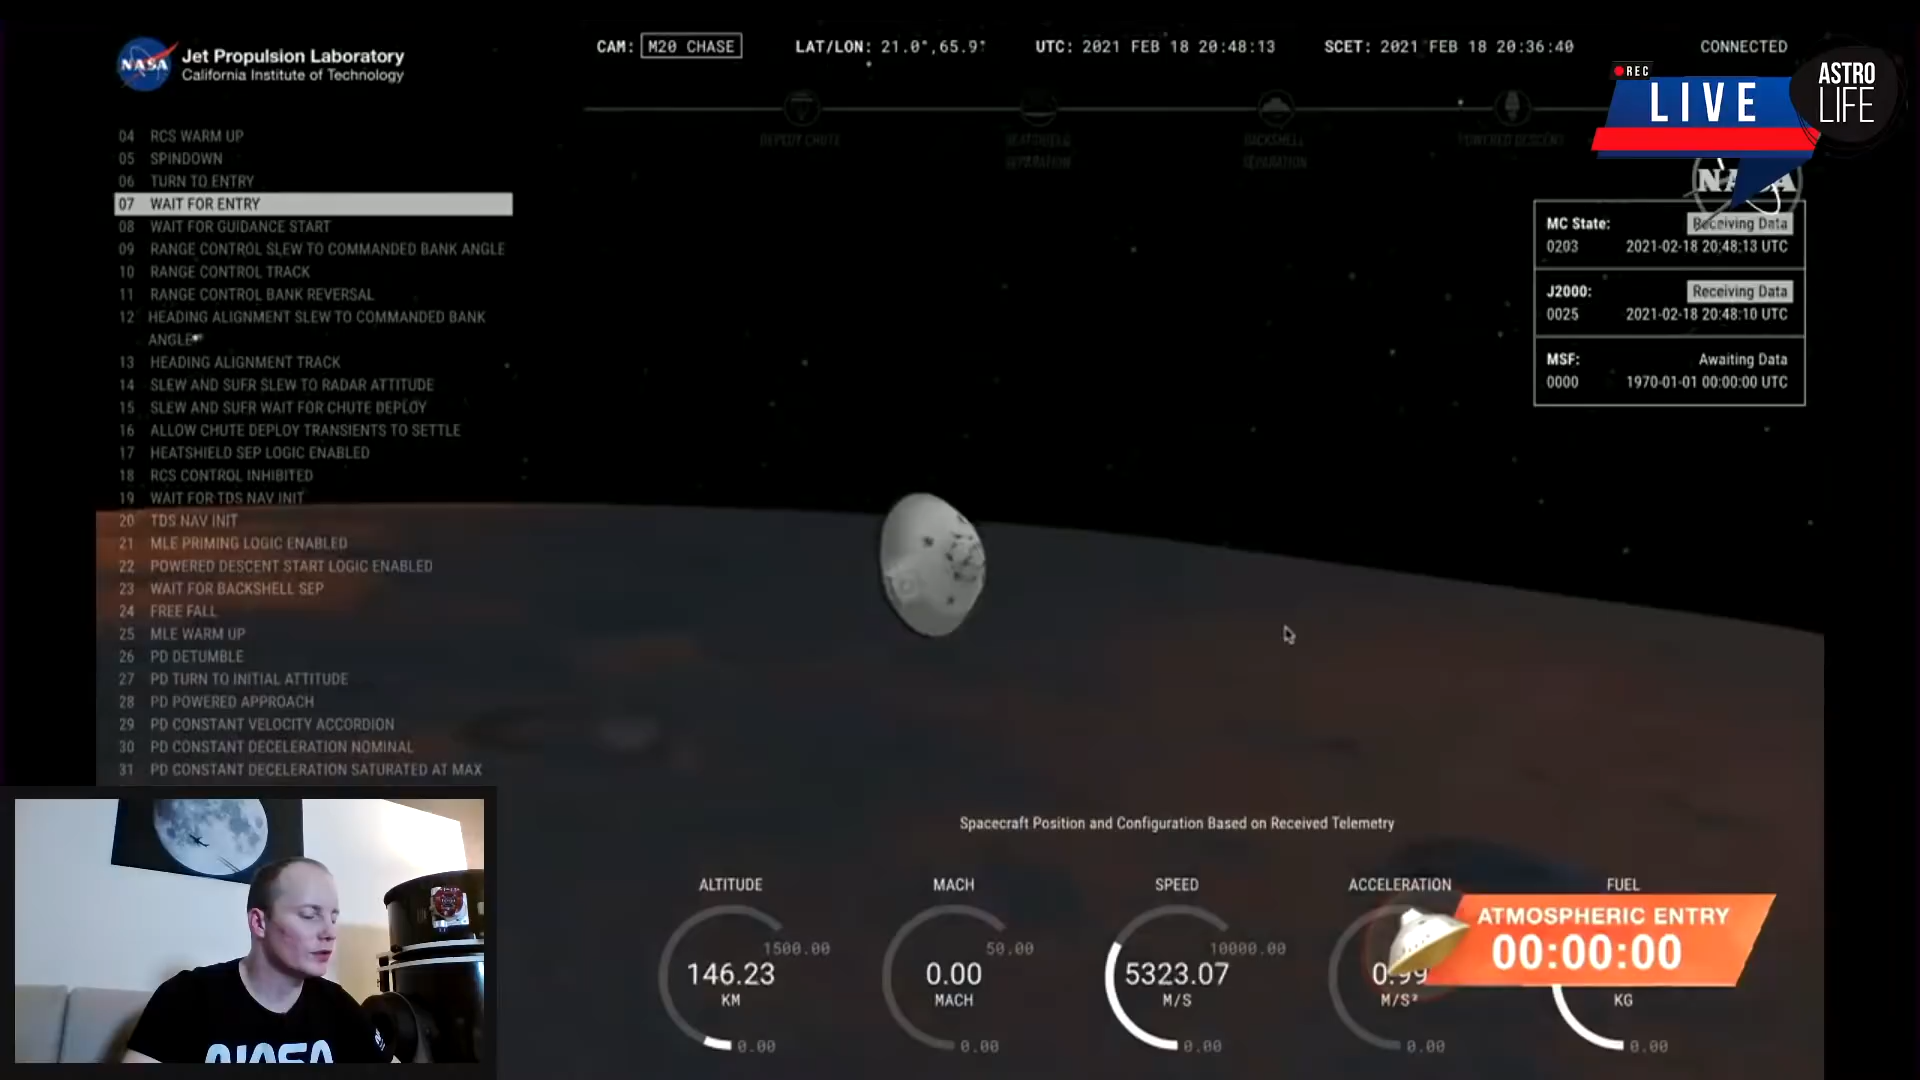 NASA
Jet Propulsion Laboratory
California Institute of Technology
CAM: M20 CHASE
LAT/LON: 21.0°,65.9°
UTC: 2021 FEB 18 20:48:13
SCET: 2021 FEB 18 20:36:40
CONNECTED
REC
LIVE
ASTRO
LIFE
DEPLOY CHUTE
HEATSHIELD
SEPARATION
BACKSHELL
SEPARATION
POWERED DESCENT
04 RCS WARM UP
05 SPINDOWN
06 TURN TO ENTRY
07 WAIT FOR ENTRY
08 WAIT FOR GUIDANCE START
09 RANGE CONTROL SLEW TO COMMANDED BANK ANGLE
10 RANGE CONTROL TRACK
11 RANGE CONTROL BANK REVERSAL
12 HEADING ALIGNMENT SLEW TO COMMANDED BANK
ANGLE
13 HEADING ALIGNMENT TRACK
14 SLEW AND SUFR SLEW TO RADAR ATTITUDE
15 SLEW AND SUFR WAIT FOR CHUTE DEPLOY
16 ALLOW CHUTE DEPLOY TRANSIENTS TO SETTLE
17 HEATSHIELD SEP LOGIC ENABLED
18 RCS CONTROL INHIBITED
19 WAIT FOR TDS NAV INIT
20 TDS NAV INIT
21 MLE PRIMING LOGIC ENABLED
22 POWERED DESCENT START LOGIC ENABLED
23 WAIT FOR BACKSHELL SEP
24 FREE FALL
25 MLE WARM UP
26 PD DETUMBLE
27 PD TURN TO INITIAL ATTITUDE
28 PD POWERED APPROACH
29 PD CONSTANT VELOCITY ACCORDION
30 PD CONSTANT DECELERATION NOMINAL
31 PD CONSTANT DECELERATION SATURATED AT MAX
NASA
MC State: Receiving Data
0203 2021-02-18 20:48:13 UTC
J2000: Receiving Data
0025 2021-02-18 20:48:10 UTC
MSF: Awaiting Data
0000 1970-01-01 00:00:00 UTC
Spacecraft Position and Configuration Based on Received Telemetry
ALTITUDE
1500.00
146.23
KM
0.00
MACH
50.00
0.00
MACH
0.00
SPEED
10000.00
5323.07
M/S
0.00
ACCELERATION
0.99
M/S²
0.00
FUEL
KG
0.00
ATMOSPHERIC ENTRY
00:00:00
NASA